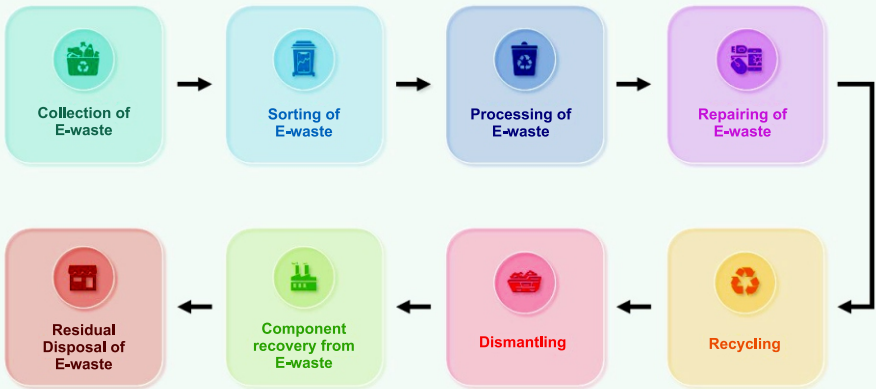 Collection of
E-waste
Sorting of
E-waste
Processing of
E-waste
Repairing of
E-waste
Recycling
Dismantling
Component
recovery from
E-waste
Residual
Disposal of
E-waste